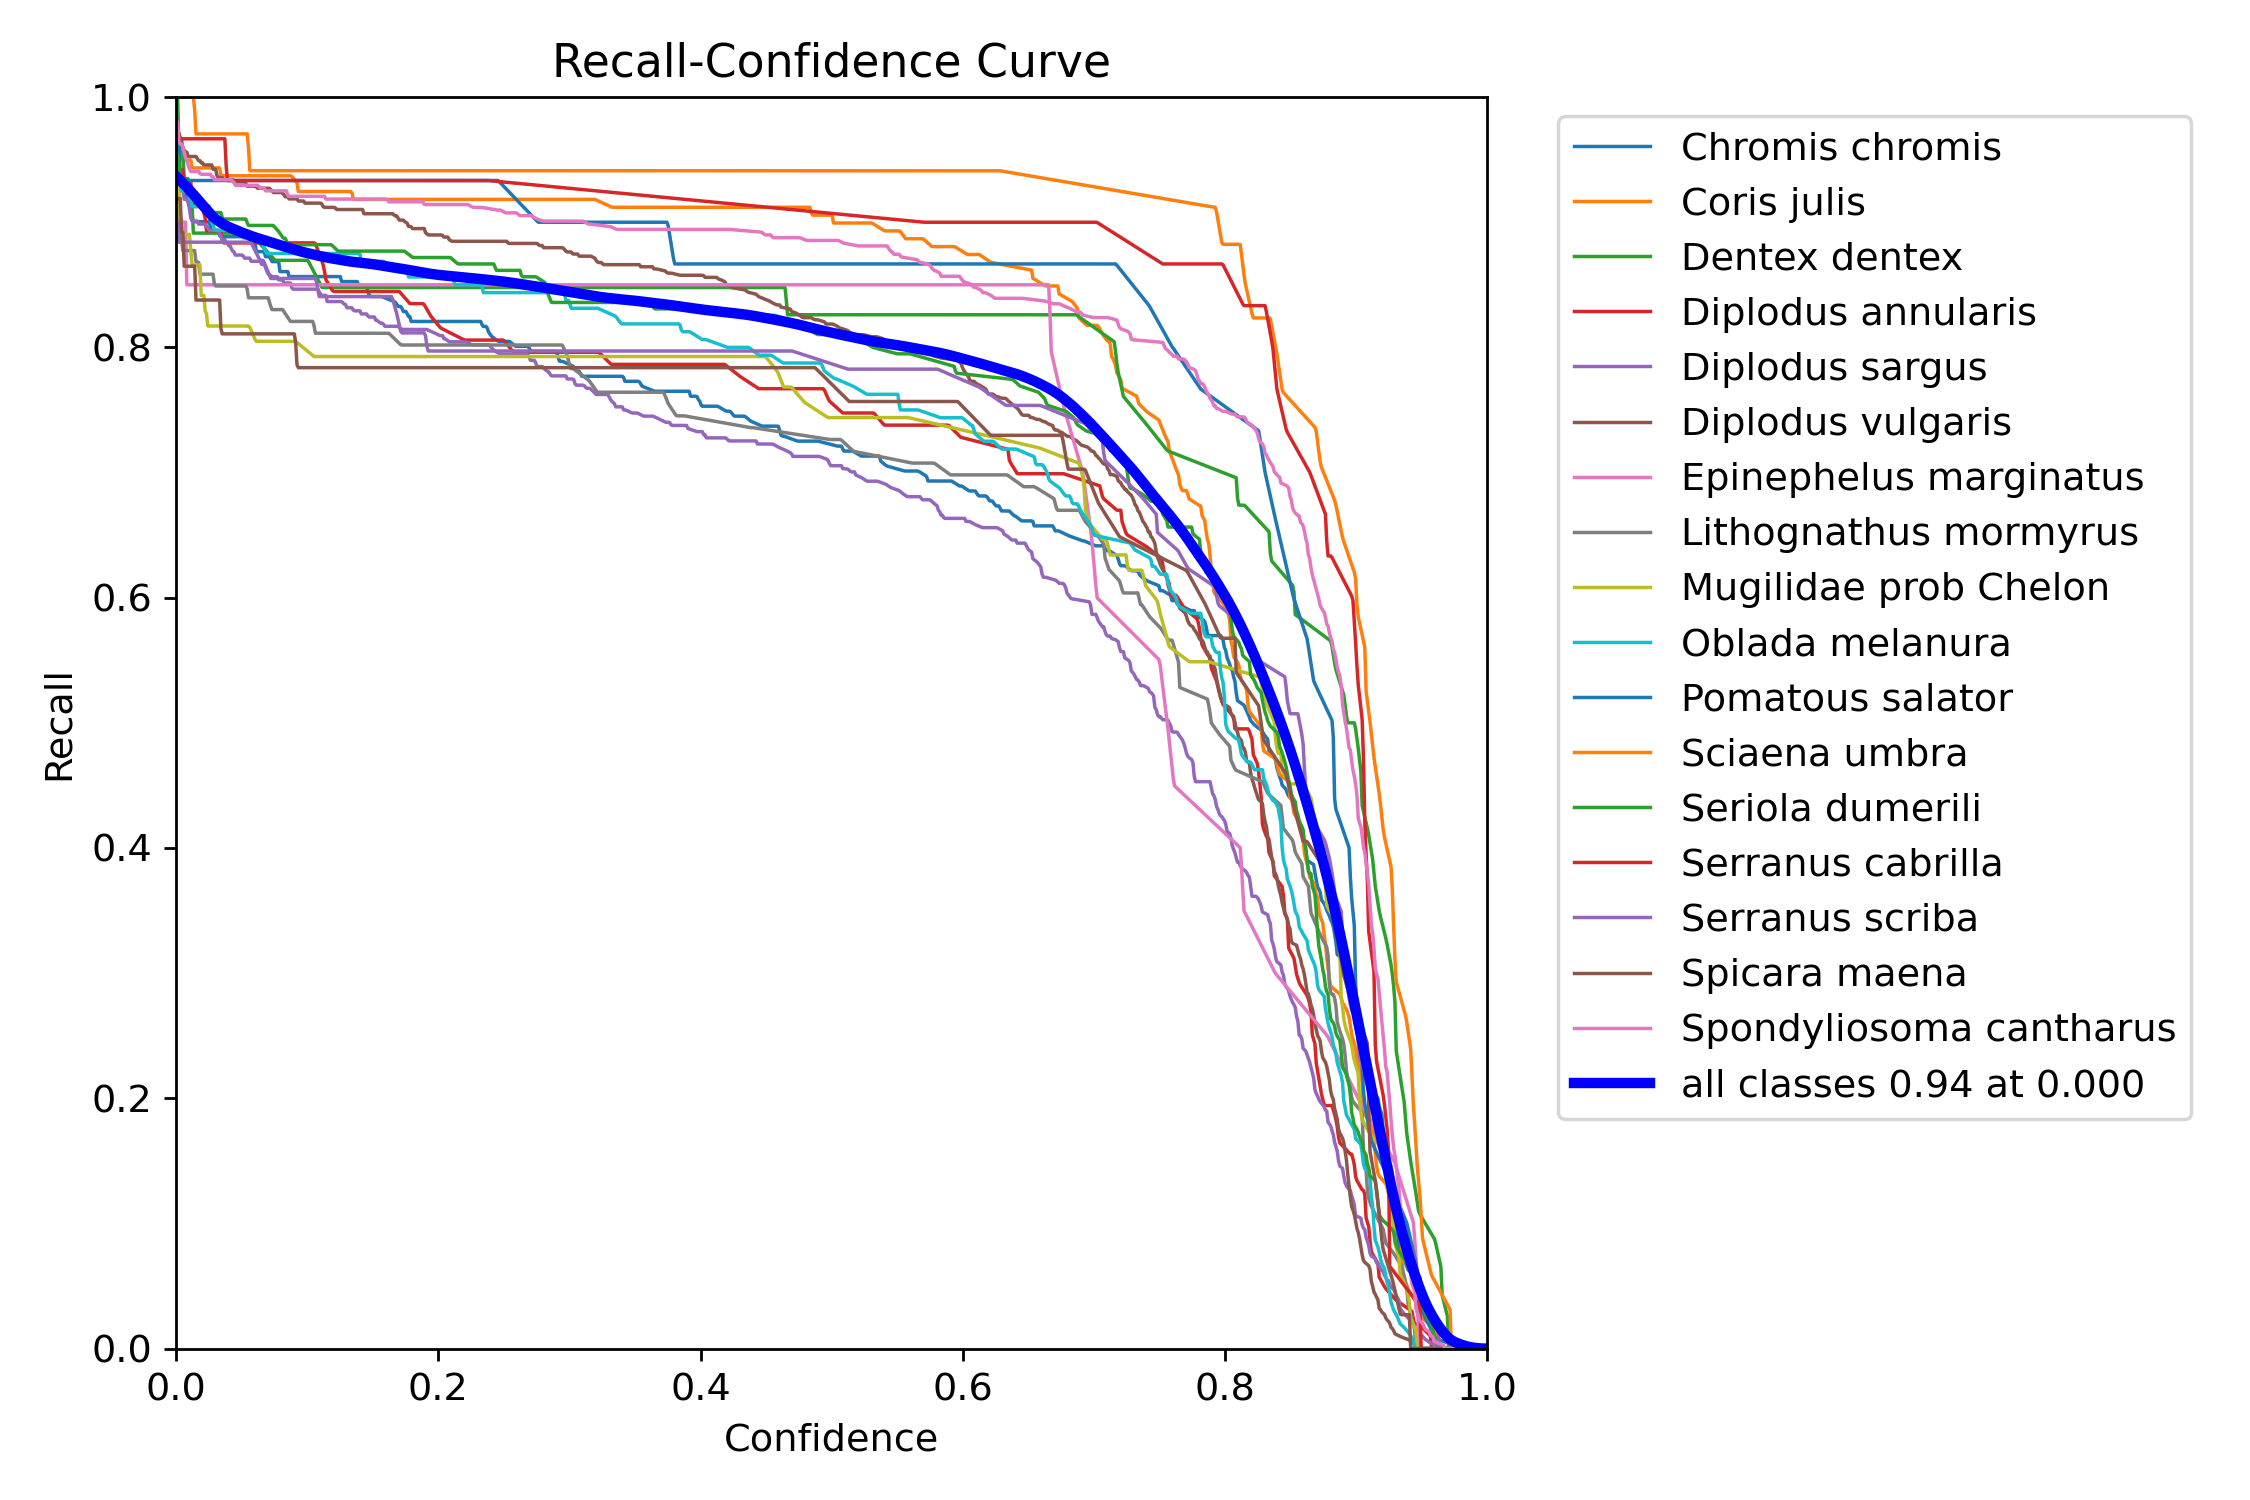 Recall-Confidence Curve
1.0
0.8
0.6
0.4
0.2
0.0
Recall
0.0 0.2 0.4 0.6 0.8 1.0
Confidence
Chromis chromis
Coris julis
Dentex dentex
Diplodus annularis
Diplodus sargus
Diplodus vulgaris
Epinephelus marginatus
Lithognathus mormyrus
Mugilidae prob Chelon
Oblada melanura
Pomatous salator
Sciaena umbra
Seriola dumerili
Serranus cabrilla
Serranus scriba
Spicara maena
Spondyliosoma cantharus
all classes 0.94 at 0.000